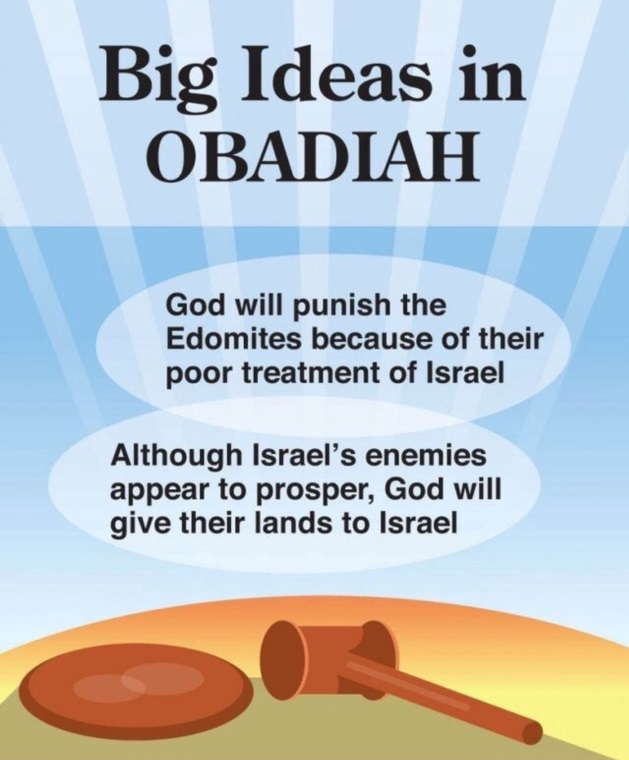 Big Ideas in
OBADIAH
God will punish the
Edomites because of their
poor treatment of Israel
Although Israel's enemies
appear to prosper, God will
give their lands to Israel